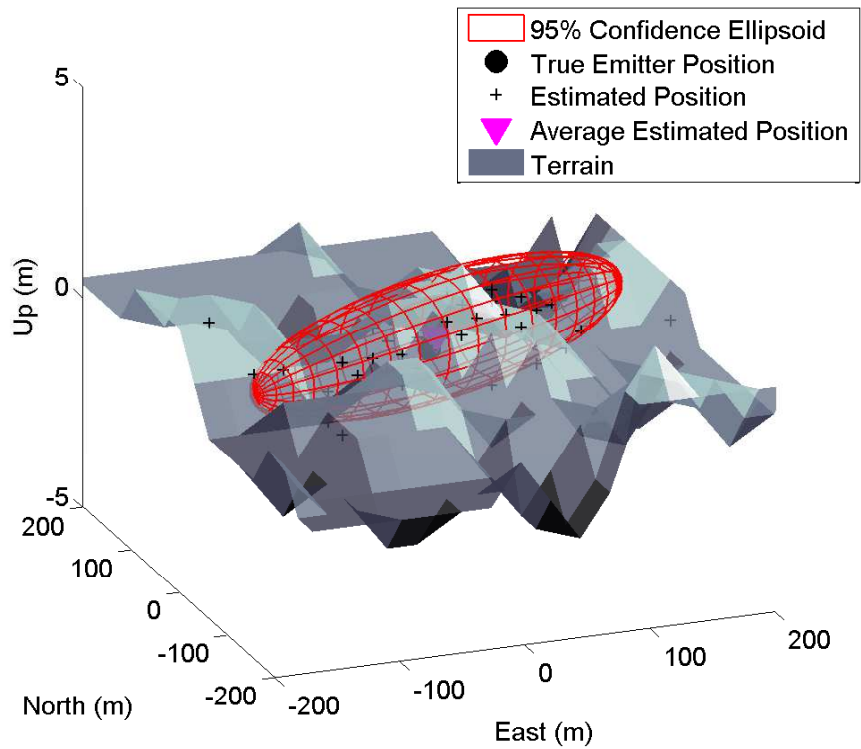 95% Confidence Ellipsoid
True Emitter Position
Estimated Position
Average Estimated Position
Terrain
5
0
-5
Up (m)
200
100
0
-100
-200
North (m)
-200
-100
0
100
200
East (m)